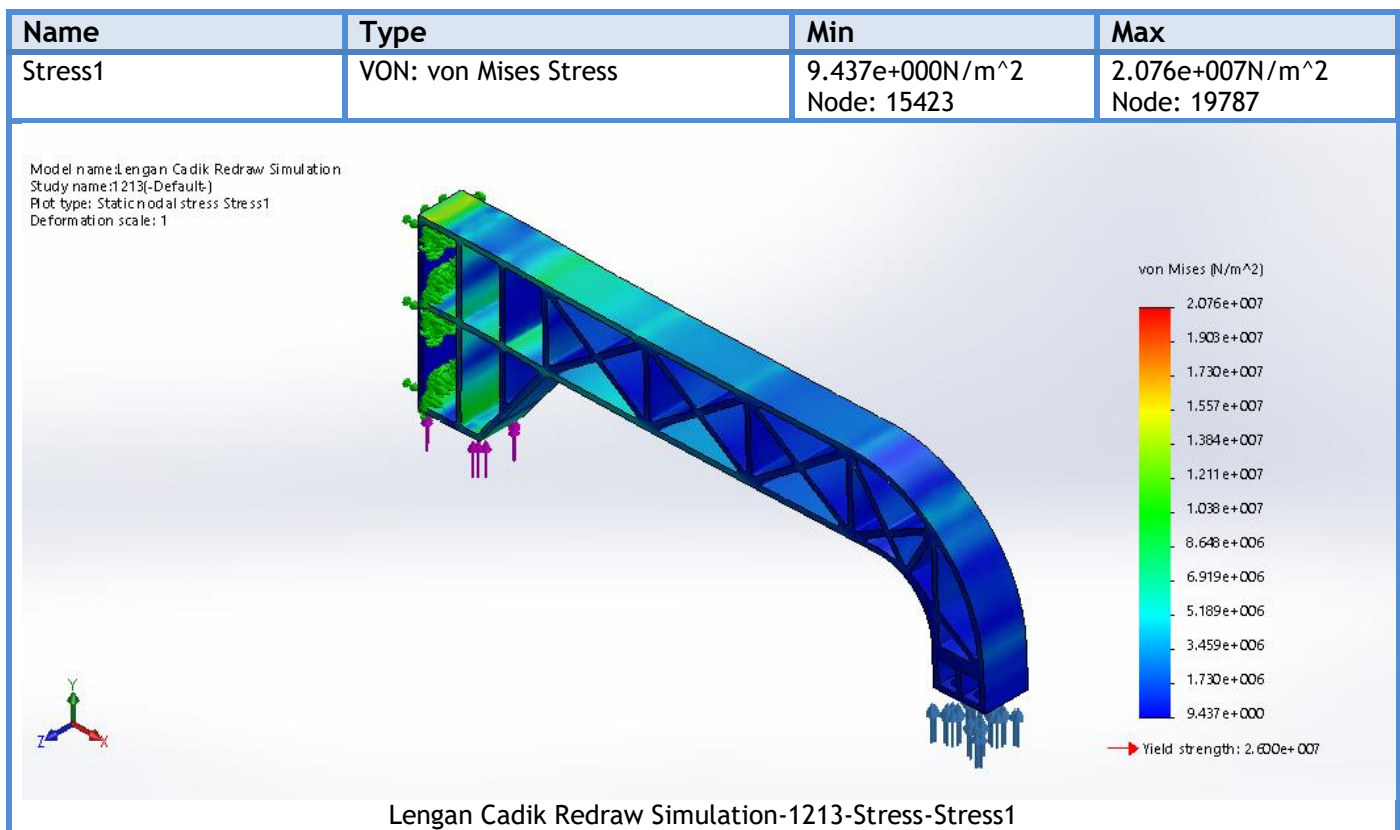 Name Type Min Max
Stress1 VON: von Mises Stress 9.437e+000N/m^2 2.076e+007N/m^2
Node: 15423 Node: 19787
Model name:Lengan Cadik Redraw Simulation
Study name:1213(-Default-)
Plot type: Static nodal stress Stress1
Deformation scale: 1
von Mises (N/m^2)
2.076e+007
1.903e+007
1.730e+007
1.557e+007
1.384e+007
1.211e+007
1.038e+007
8.648e+006
6.919e+006
5.189e+006
3.459e+006
1.730e+006
9.437e+000
Yield strength: 2.600e+007
Y
Z
X
Lengan Cadik Redraw Simulation-1213-Stress-Stress1